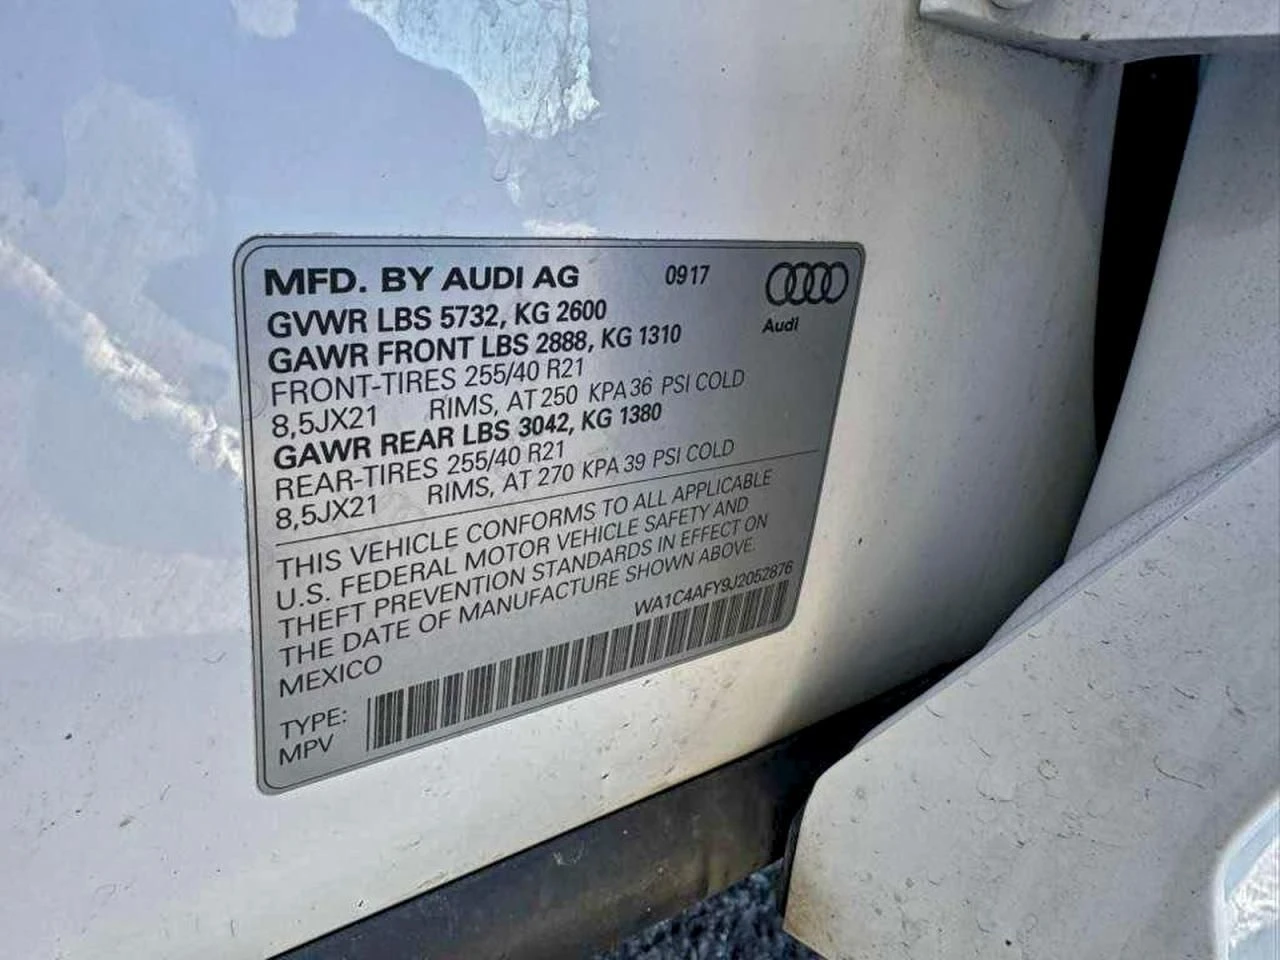 MFD. BY AUDI AG 0917
Audi
GVWR LBS 5732, KG 2600
GAWR FRONT LBS 2888, KG 1310
FRONT-TIRES 255/40 R21
8,5JX21 RIMS, AT 250 KPA 36 PSI COLD
GAWR REAR LBS 3042, KG 1380
REAR-TIRES 255/40 R21
8,5JX21 RIMS, AT 270 KPA 39 PSI COLD
THIS VEHICLE CONFORMS TO ALL APPLICABLE
U.S. FEDERAL MOTOR VEHICLE SAFETY AND
THEFT PREVENTION STANDARDS IN EFFECT ON
THE DATE OF MANUFACTURE SHOWN ABOVE.
MEXICO
WA1C4AFY9J2052876
TYPE:
MPV